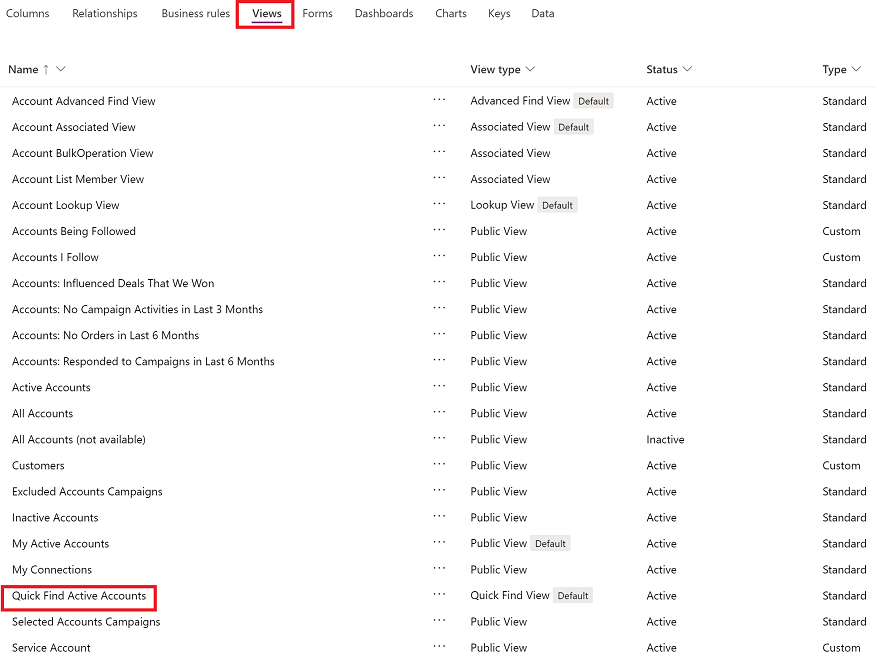 Columns Relationships Business rules Views Forms Dashboards Charts Keys Data
Name ↑ View type Status Type
Account Advanced Find View ··· Advanced Find View Default Active Standard
Account Associated View ··· Associated View Default Active Standard
Account BulkOperation View ··· Associated View Active Standard
Account List Member View ··· Associated View Active Standard
Account Lookup View ··· Lookup View Default Active Standard
Accounts Being Followed ··· Public View Active Custom
Accounts I Follow ··· Public View Active Custom
Accounts: Influenced Deals That We Won ··· Public View Active Standard
Accounts: No Campaign Activities in Last 3 Months ··· Public View Active Standard
Accounts: No Orders in Last 6 Months ··· Public View Active Standard
Accounts: Responded to Campaigns in Last 6 Months ··· Public View Active Standard
Active Accounts ··· Public View Active Standard
All Accounts ··· Public View Active Standard
All Accounts (not available) ··· Public View Inactive Standard
Customers ··· Public View Active Custom
Excluded Accounts Campaigns ··· Public View Active Standard
Inactive Accounts ··· Public View Active Standard
My Active Accounts ··· Public View Default Active Standard
My Connections ··· Public View Active Standard
Quick Find Active Accounts ··· Quick Find View Default Active Standard
Selected Accounts Campaigns ··· Public View Active Standard
Service Account ··· Public View Active Custom